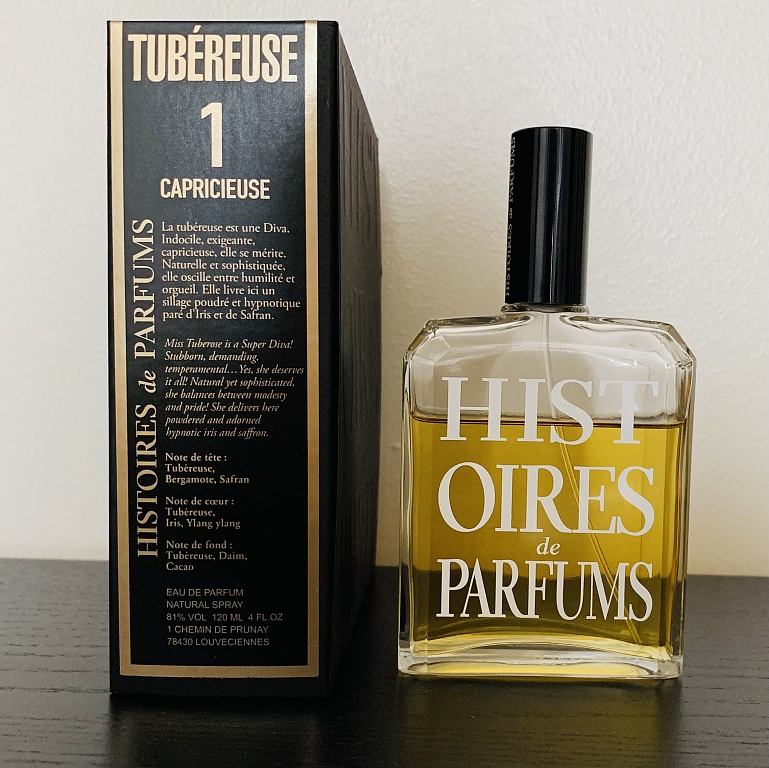 TUBÉREUSE
1
CAPRICIEUSE
La tubéreuse est une Diva.
Indocile, exigeante,
capricieuse, elle se mérite.
Naturelle et sophistiquée,
elle oscille entre humilité et
orgueil. Elle livre ici un
sillage poudré et hypnotique
paré d'Iris et de Safran.
Miss Tuberose is a Super Diva!
Stubborn, demanding,
temperamental…Yes, she deserves
it all! Natural yet sophisticated,
she balances between modesty
and pride! She delivers here
powdered and adorned
hypnotic iris and saffron.
Note de tête :
Tubéreuse,
Bergamote, Safran
Note de cœur :
Tubéreuse,
Iris, Ylang ylang
Note de fond :
Tubéreuse, Daim,
Cacao
EAU DE PARFUM
NATURAL SPRAY
81% VOL 120 ML 4 FL.OZ
1 CHEMIN DE PRUNAY
78430 LOUVECIENNES
HISTOIRES de PARFUMS
HISTOIRES de PARFUMS
HIST
OIRES
de
PARFUMS